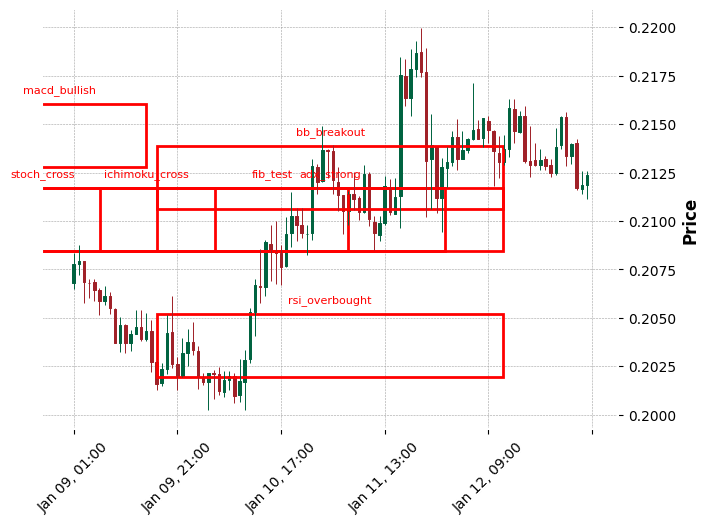 0.2200
0.2175
macd_bullish
0.2150
bb_breakout
0.2125
stoch_cross
ichimoku_cross
fib_test
adx_strong
0.2100
Price
0.2075
rsi_overbought
0.2050
0.2025
0.2000
Jan 09, 01:00
Jan 09, 21:00
Jan 10, 17:00
Jan 11, 13:00
Jan 12, 09:00